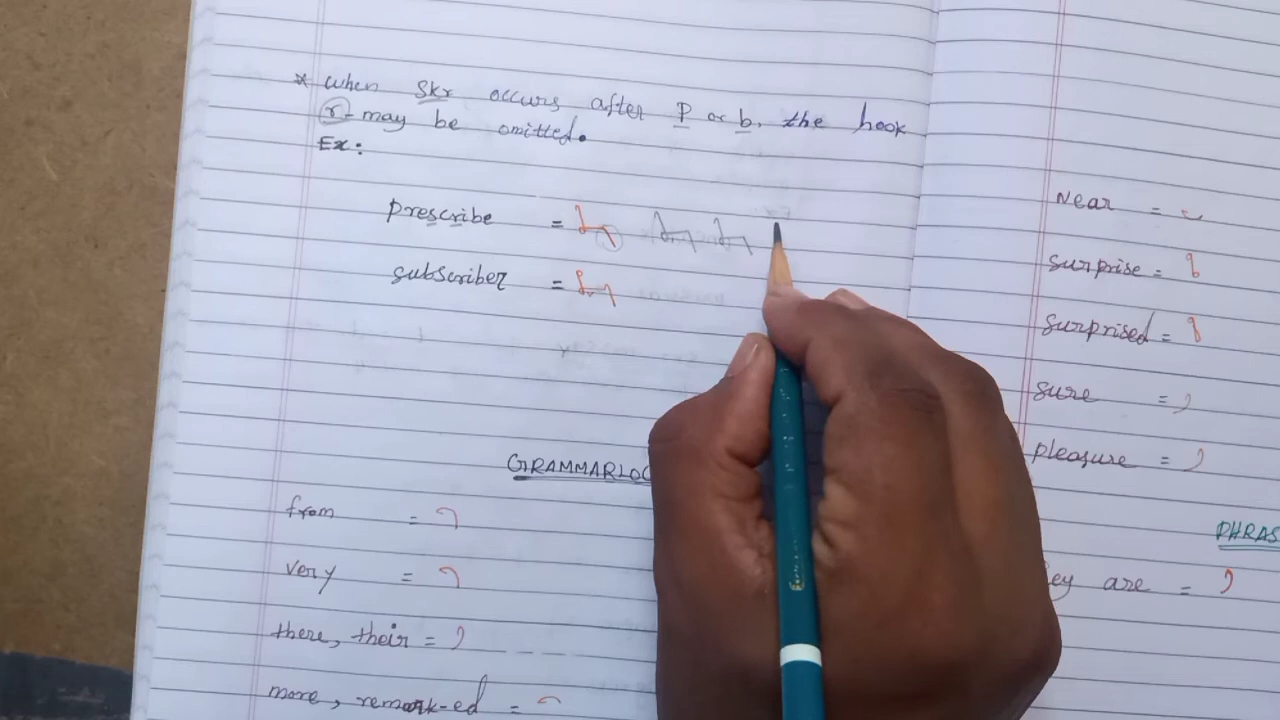 * When Skr occurs after P or b, the hook
r- may be omitted.
Ex:
prescribe =
subscriber =
GRAMMARLO
from =
very =
there, their =
more, remark-ed =
Near =
surprise =
surprised =
sure =
pleasure =
PHRAS
ey are =